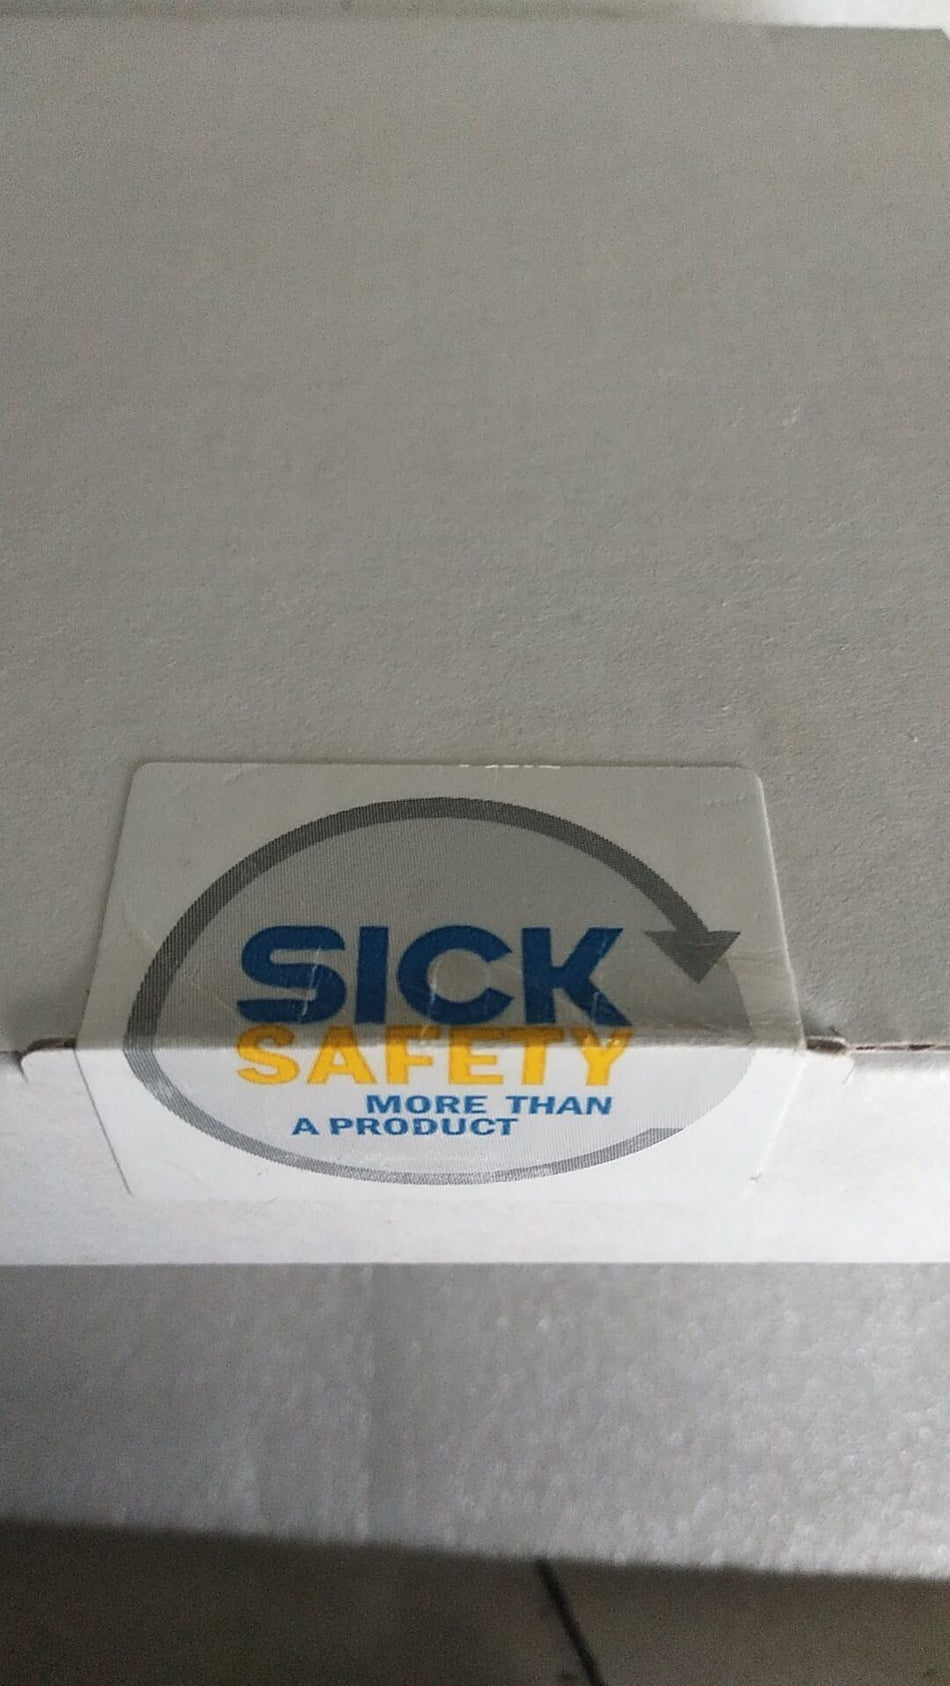 SICK
SAFETY
MORE THAN
A PRODUCT